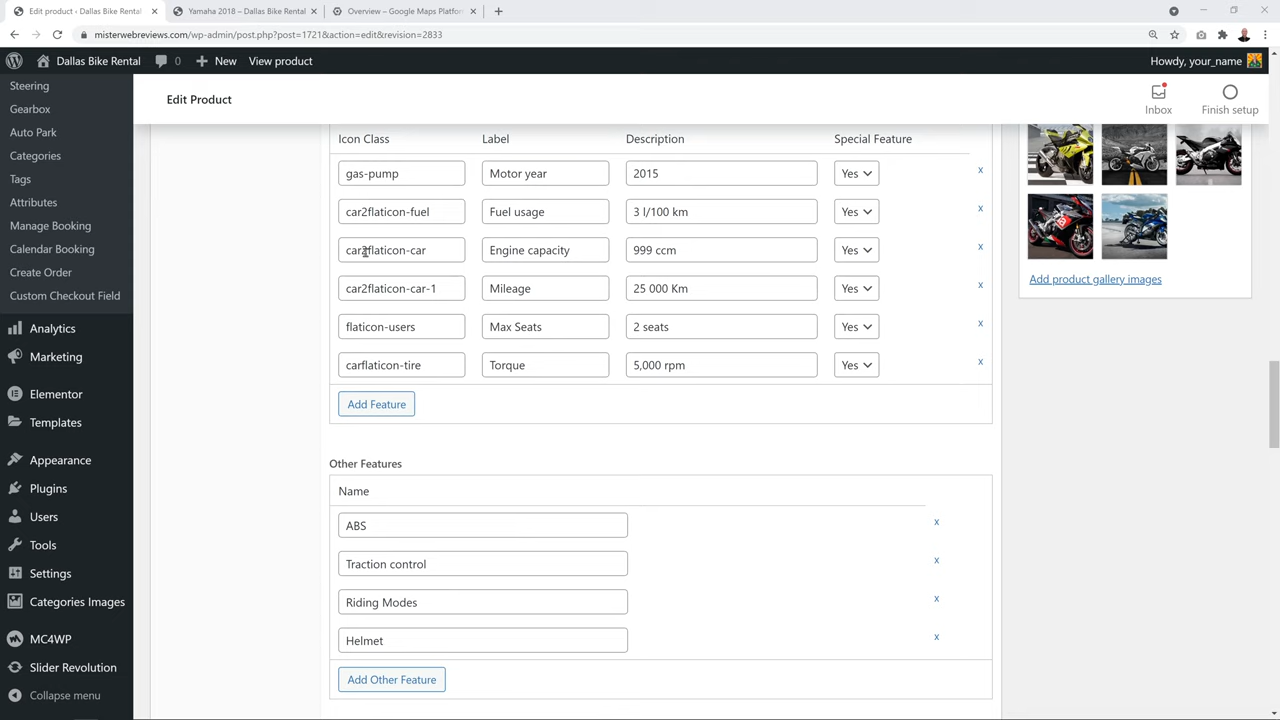 Edit product ‹ Dallas Bike Rental
Yamaha 2018 – Dallas Bike Rental
Overview – Google Maps Platfor
misterwebreviews.com/wp-admin/post.php?post=1721&action=edit&revision=2833
Dallas Bike Rental
0
New
View product
Howdy, your_name
Edit Product
Inbox
Finish setup
Steering
Gearbox
Auto Park
Categories
Tags
Attributes
Manage Booking
Calendar Booking
Create Order
Custom Checkout Field
Analytics
Marketing
Elementor
Templates
Appearance
Plugins
Users
Tools
Settings
Categories Images
MC4WP
Slider Revolution
Collapse menu
Icon Class Label Description Special Feature
gas-pump Motor year 2015 Yes x
car2flaticon-fuel Fuel usage 3 l/100 km Yes x
car2flaticon-car Engine capacity 999 ccm Yes x
car2flaticon-car-1 Mileage 25 000 Km Yes x
flaticon-users Max Seats 2 seats Yes x
carflaticon-tire Torque 5,000 rpm Yes x
Add Feature
Other Features
Name
ABS x
Traction control x
Riding Modes x
Helmet x
Add Other Feature
Add product gallery images